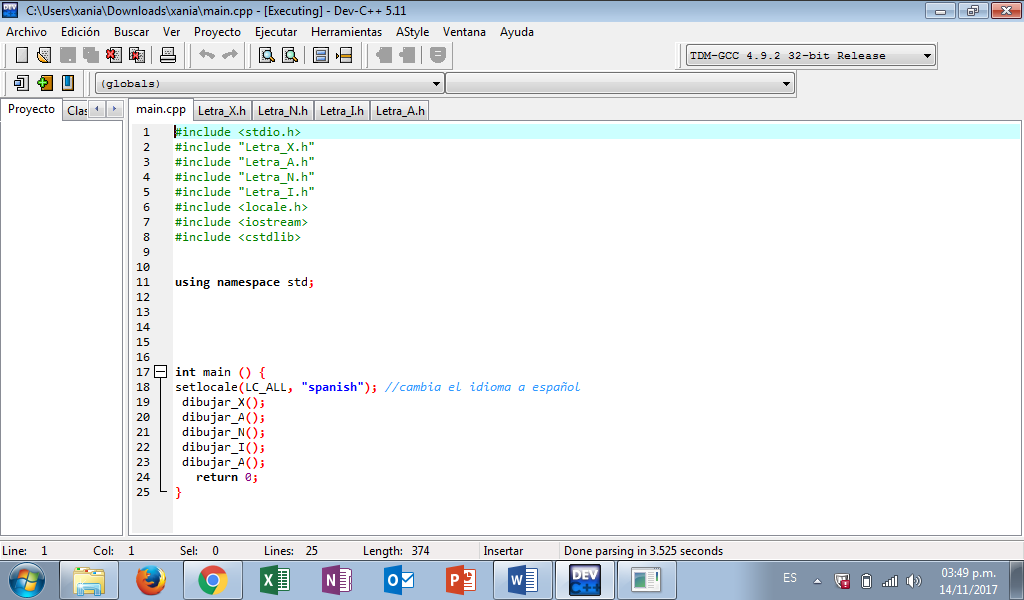 C:\Users\xania\Downloads\xania\main.cpp - [Executing] - Dev-C++ 5.11
Archivo Edición Buscar Ver Proyecto Ejecutar Herramientas AStyle Ventana Ayuda
TDM-GCC 4.9.2 32-bit Release
(globals)
Proyecto Clas main.cpp Letra_X.h Letra_N.h Letra_I.h Letra_A.h
1 #include <stdio.h>
2 #include "Letra_X.h"
3 #include "Letra_A.h"
4 #include "Letra_N.h"
5 #include "Letra_I.h"
6 #include <locale.h>
7 #include <iostream>
8 #include <cstdlib>
9
10
11 using namespace std;
12
13
14
15
16
17 int main () {
18 setlocale(LC_ALL, "spanish"); //cambia el idioma a español
19 dibujar_X();
20 dibujar_A();
21 dibujar_N();
22 dibujar_I();
23 dibujar_A();
24 return 0;
25 }
Line: 1 Col: 1 Sel: 0 Lines: 25 Length: 374 Insertar Done parsing in 3.525 seconds
DEV C++
ES
03:49 p.m.
14/11/2017